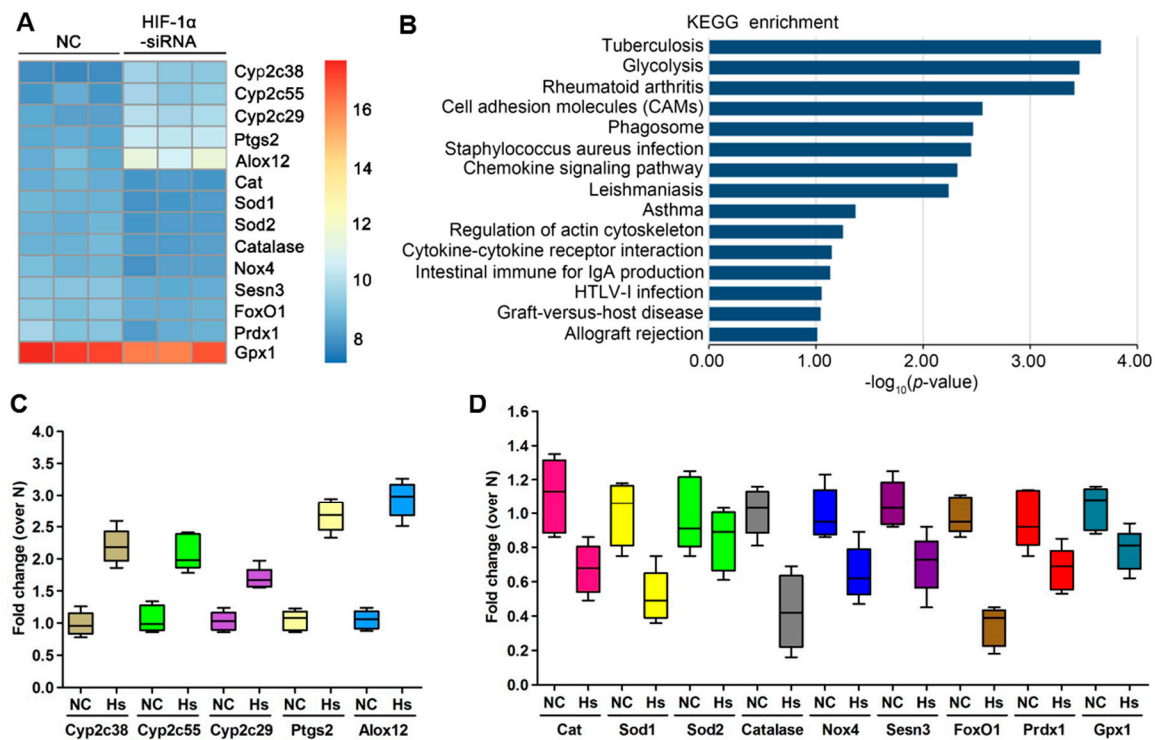 A
NC
HIF-1α
-siRNA
Cyp2c38
Cyp2c55
Cyp2c29
Ptgs2
Alox12
Cat
Sod1
Sod2
Catalase
Nox4
Sesn3
FoxO1
Prdx1
Gpx1
16
14
12
10
8
B
KEGG enrichment
Tuberculosis
Glycolysis
Rheumatoid arthritis
Cell adhesion molecules (CAMs)
Phagosome
Staphylococcus aureus infection
Chemokine signaling pathway
Leishmaniasis
Asthma
Regulation of actin cytoskeleton
Cytokine-cytokine receptor interaction
Intestinal immune for IgA production
HTLV-I infection
Graft-versus-host disease
Allograft rejection
0.00 1.00 2.00 3.00 4.00
-log10(p-value)
C
Fold change (over N)
4.0
3.5
3.0
2.5
2.0
1.5
1.0
0.5
0.0
NC Hs NC Hs NC Hs NC Hs NC Hs
Cyp2c38 Cyp2c55 Cyp2c29 Ptgs2 Alox12
D
Fold change (over N)
1.6
1.4
1.2
1.0
0.8
0.6
0.4
0.2
0.0
NC Hs NC Hs NC Hs NC Hs NC Hs NC Hs NC Hs NC Hs NC Hs
Cat Sod1 Sod2 Catalase Nox4 Sesn3 FoxO1 Prdx1 Gpx1